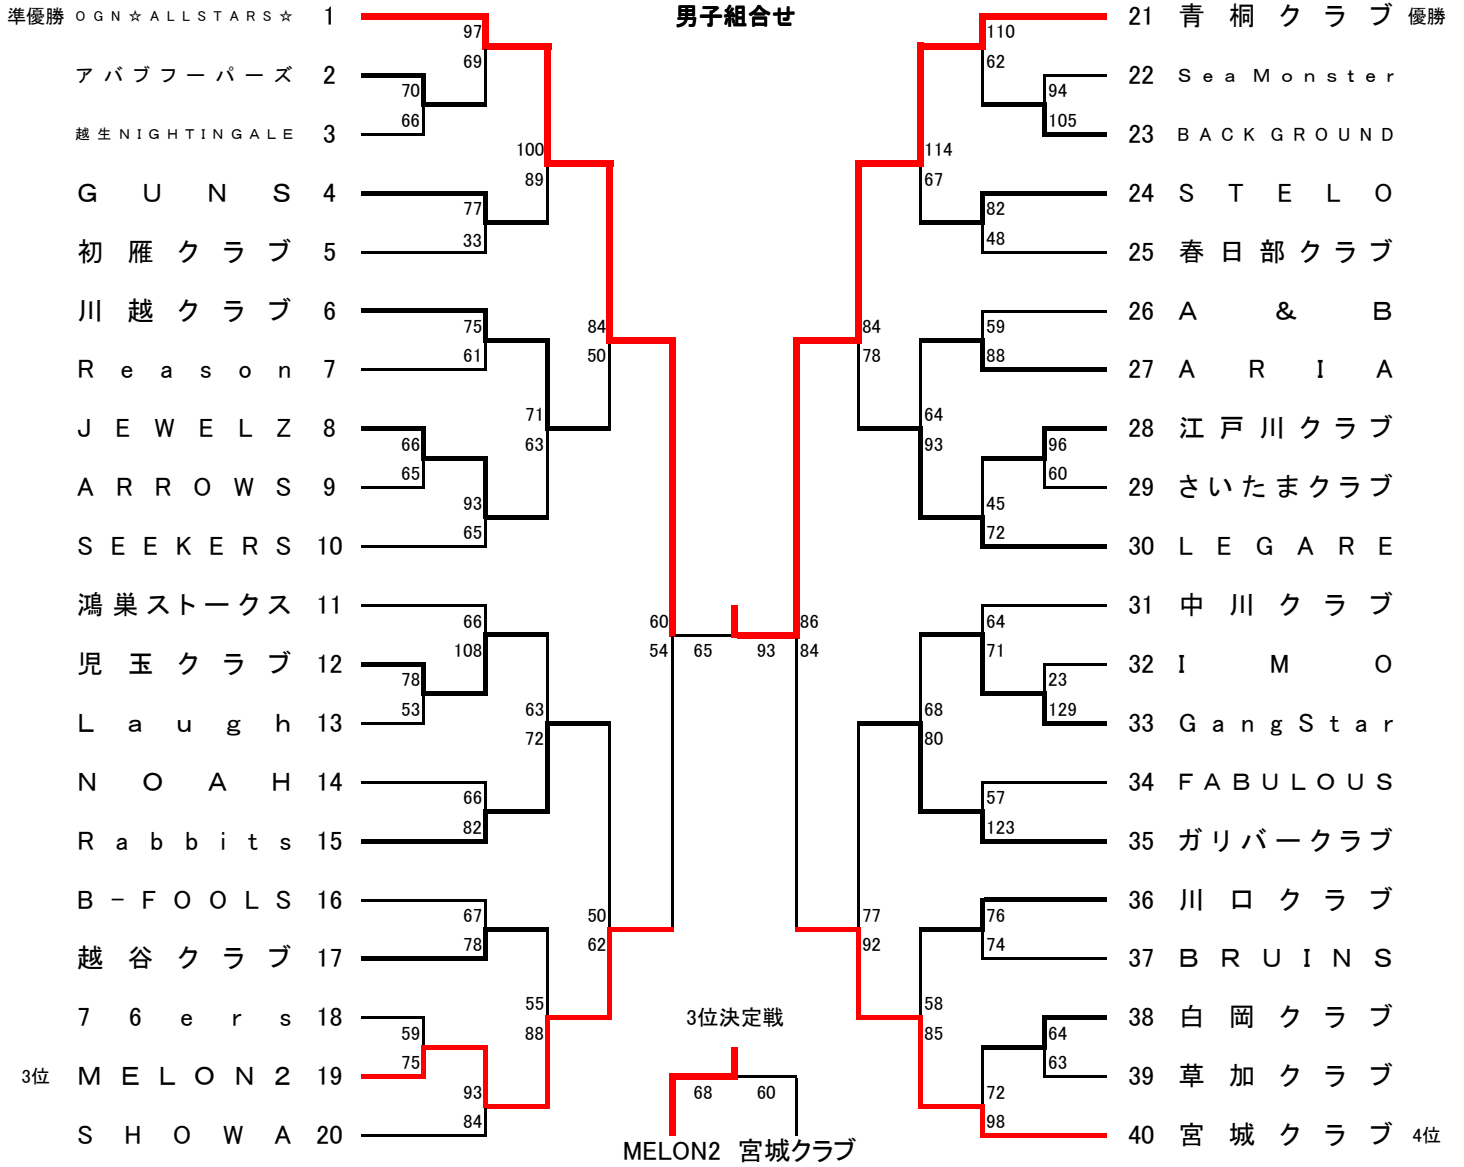 男子組合せ
準優勝 OGN☆ALLSTARS☆ 1
97
69
アバブフーパーズ 2
70
66
越生NIGHTINGALE 3
100
89
GUNS 4
77
33
初雁クラブ 5
川越クラブ 6
75
61
Reason 7
84
50
JEWELZ 8
66
65
ARROWS 9
71
63
93
65
SEEKERS 10
鴻巣ストークス 11
66
108
児玉クラブ 12
78
53
Laugh 13
63
72
NOAH 14
66
82
Rabbits 15
B-FOOLS 16
67
78
越谷クラブ 17
50
62
76ers 18
59
75
3位 MELON2 19
55
88
93
84
SHOWA 20
60
54
65 93
86
84
21 青桐クラブ 優勝
110
62
22 Sea Monster
94
105
23 BACK GROUND
114
67
24 STELO
82
48
25 春日部クラブ
26 A&B
59
88
27 ARIA
84
78
28 江戸川クラブ
96
60
29 さいたまクラブ
64
93
45
72
30 LEGARE
31 中川クラブ
64
71
32 IMO
23
129
33 GangStar
68
80
34 FABULOUS
57
123
35 ガリバークラブ
36 川口クラブ
76
74
37 BRUINS
77
92
38 白岡クラブ
64
63
39 草加クラブ
58
85
72
98
40 宮城クラブ 4位
3位決定戦
68 60
MELON2 宮城クラブ